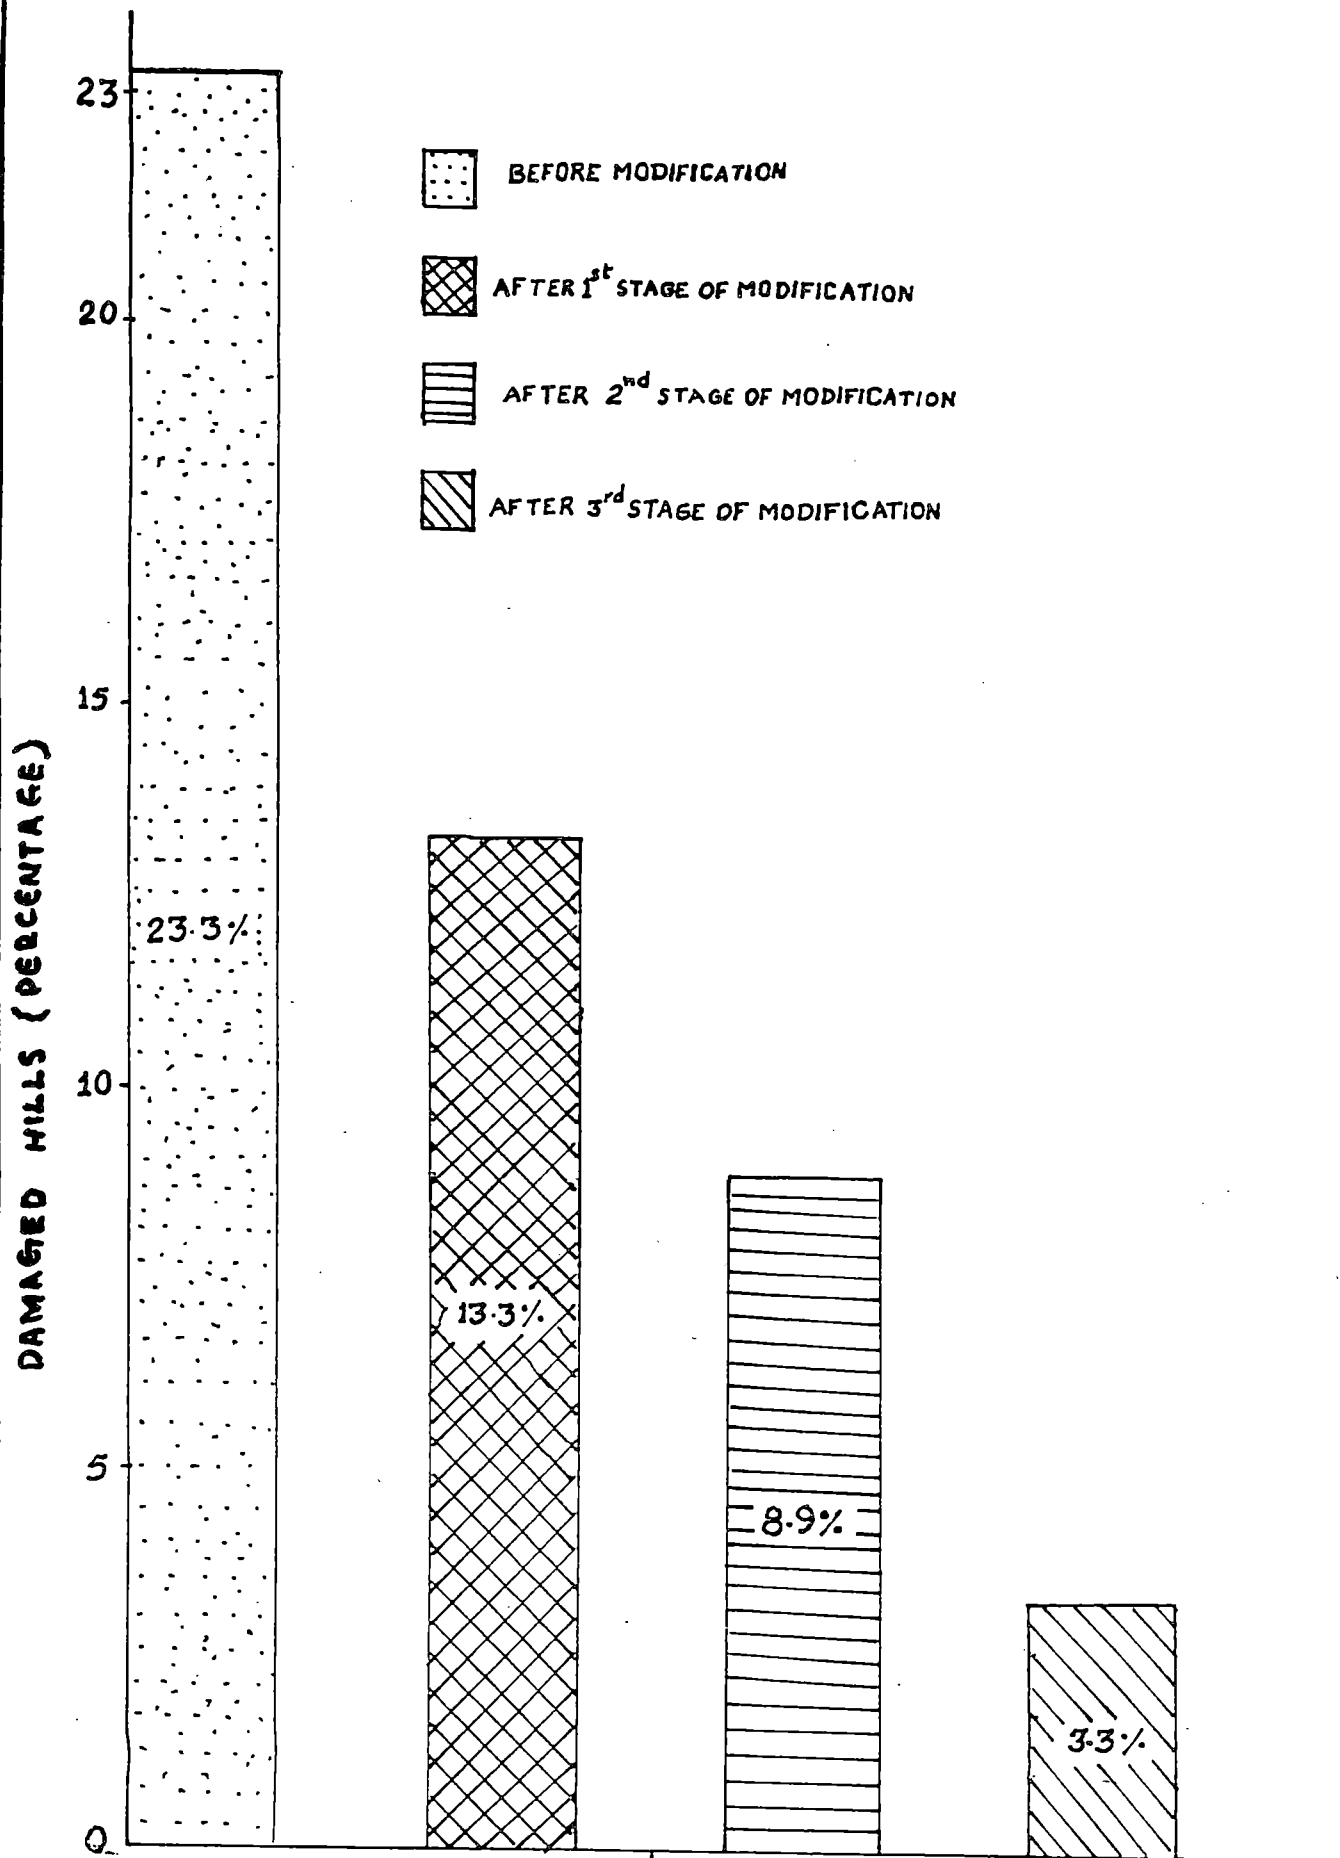 23
20
15
10
5
0
DAMAGED HILLS (PERCENTAGE)
BEFORE MODIFICATION
AFTER 1st STAGE OF MODIFICATION
AFTER 2nd STAGE OF MODIFICATION
AFTER 3rd STAGE OF MODIFICATION
23.3%
13.3%
8.9%
3.3%